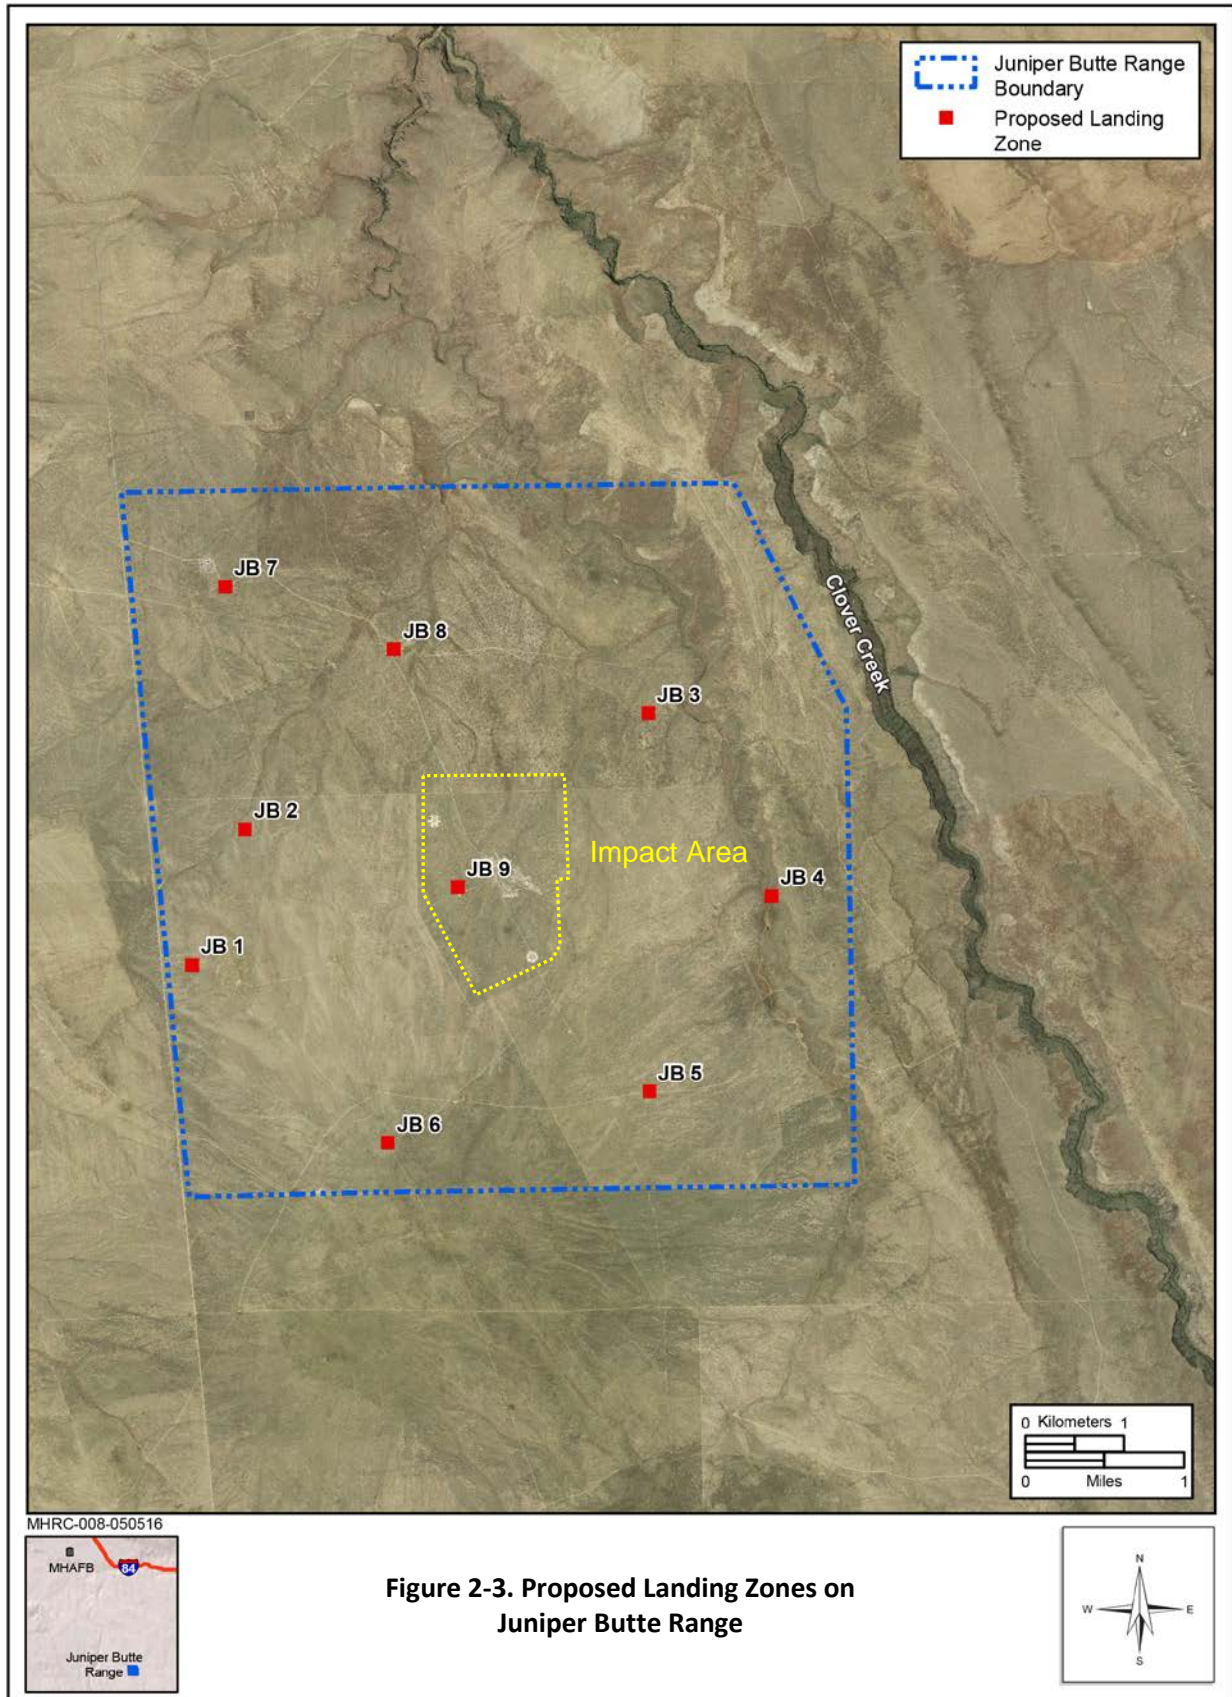 Juniper Butte Range
Boundary
Proposed Landing
Zone
JB 7
JB 8
Clover Creek
JB 3
JB 2
Impact Area
JB 9
JB 4
JB 1
JB 5
JB 6
0 Kilometers 1
0 Miles 1
MHRC-008-050516
MHAFB
84
Juniper Butte
Range
Figure 2-3. Proposed Landing Zones on
Juniper Butte Range
N
W E
S